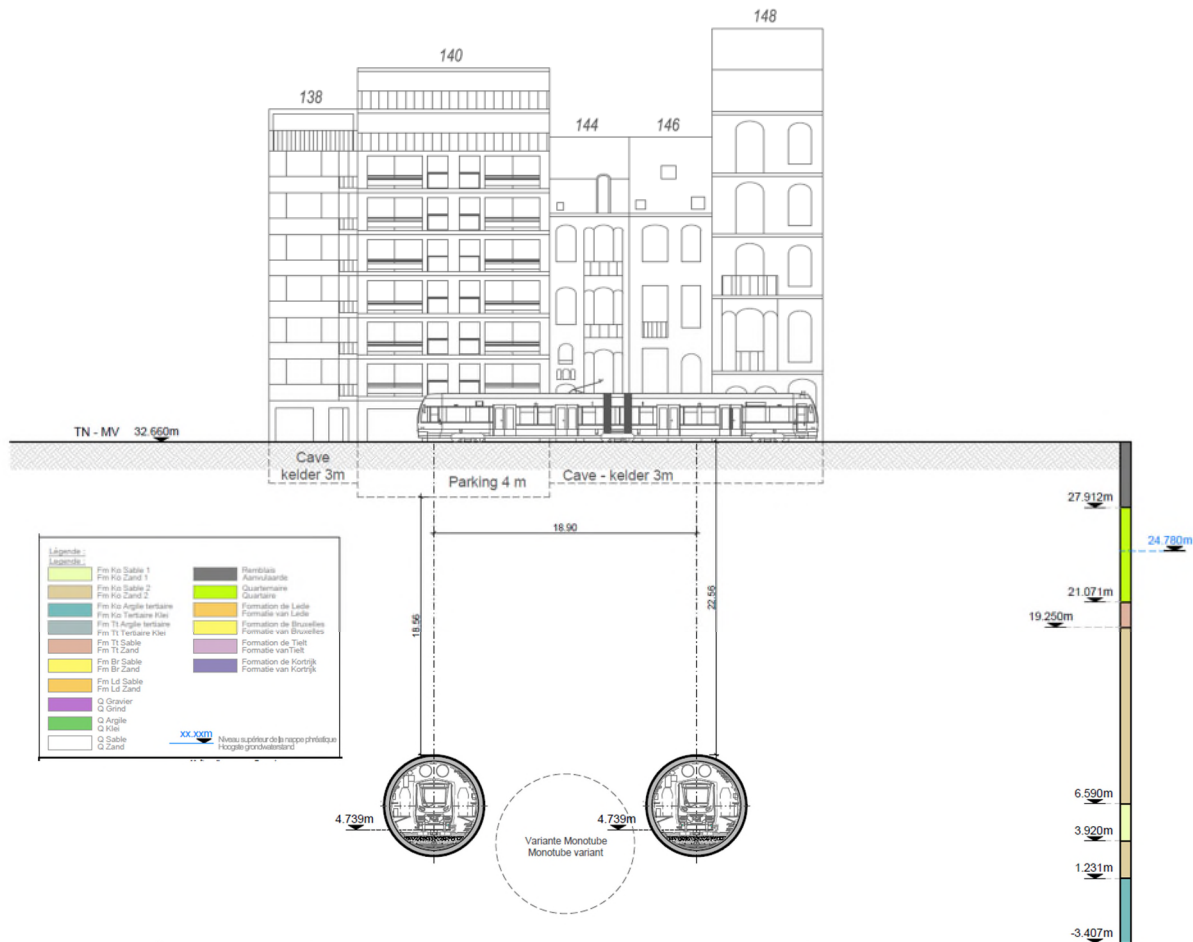 148
140
138
144
146
TN - MV 32.660m
Cave
kelder 3m
Parking 4 m
Cave - kelder 3m
27.912m
24.780m
18.90
21.071m
19.250m
18.56
22.56
Légende :
Legende :
Fm Ko Sable 1
Fm Ko Zand 1
Fm Ko Sable 2
Fm Ko Zand 2
Fm Ko Argile tertiaire
Fm Ko Tertiaire Klei
Fm Tt Argile tertiaire
Fm Tt Tertiaire Klei
Fm Tt Sable
Fm Tt Zand
Fm Br Sable
Fm Br Zand
Fm Ld Sable
Fm Ld Zand
Q Gravier
Q Grind
Q Argile
Q Klei
Q Sable
Q Zand
Remblais
Aanvulaarde
Quarternaire
Quartaire
Formation de Lede
Formatie van Lede
Formation de Bruxelles
Formatie van Brussel
Formation de Tielt
Formatie vanTielt
Formation de Kortrijk
Formatie van Kortrijk
xx.xxm
Niveau supérieur de la nappe phréatique
Hoogste grondwaterstand
6.590m
4.739m
4.739m
3.920m
Variante Monotube
Monotube variant
1.231m
-3.407m